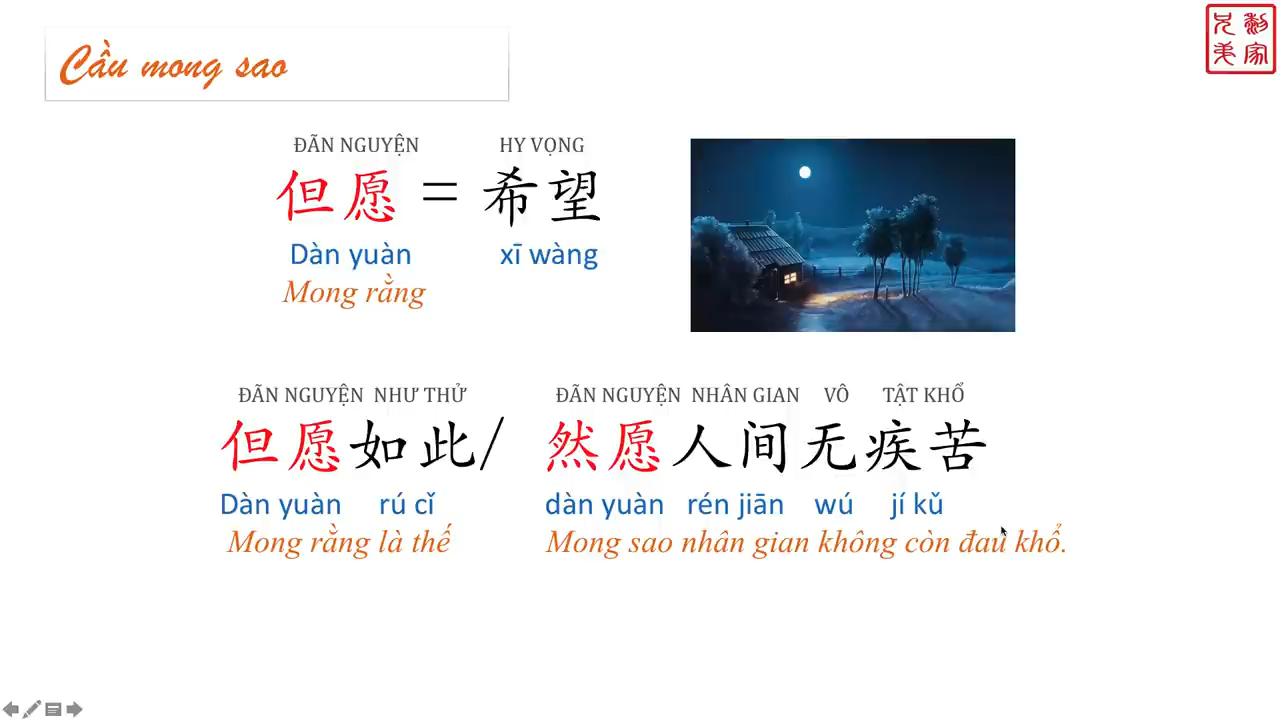 Cầu mong sao
ĐÃN NGUYỆN HY VỌNG
但愿 = 希望
Dàn yuàn xī wàng
Mong rằng
ĐÃN NGUYỆN NHƯ THỬ ĐÃN NGUYỆN NHÂN GIAN VÔ TẬT KHỔ
但愿如此/ 然愿人间无疾苦
Dàn yuàn rú cǐ dàn yuàn rén jiān wú jí kǔ
Mong rằng là thế Mong sao nhân gian không còn đau khổ.